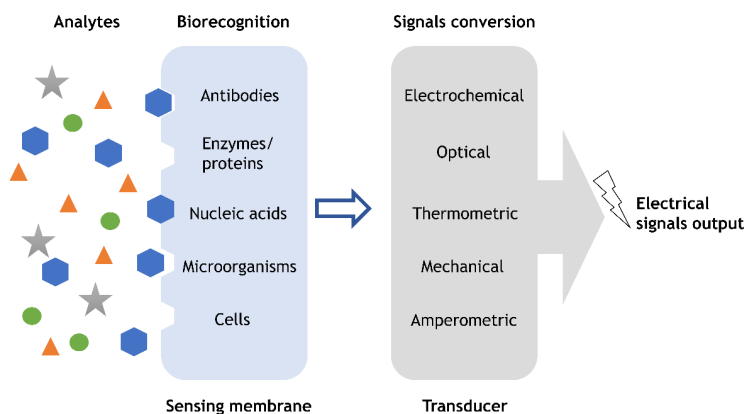 Analytes
Biorecognition
Signals conversion
Antibodies
Enzymes/
proteins
Nucleic acids
Microorganisms
Cells
Electrochemical
Optical
Thermometric
Mechanical
Amperometric
Electrical
signals output
Sensing membrane
Transducer